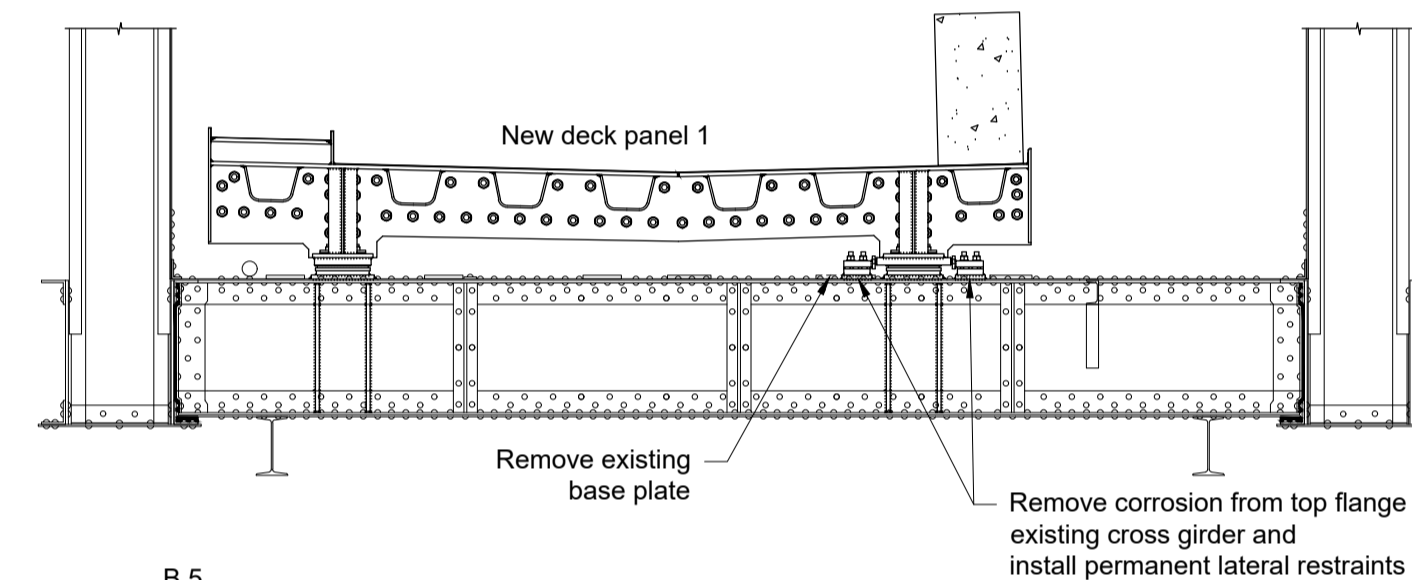 New deck panel 1
Remove existing
base plate
Remove corrosion from top flange
existing cross girder and
install permanent lateral restraints
B.5